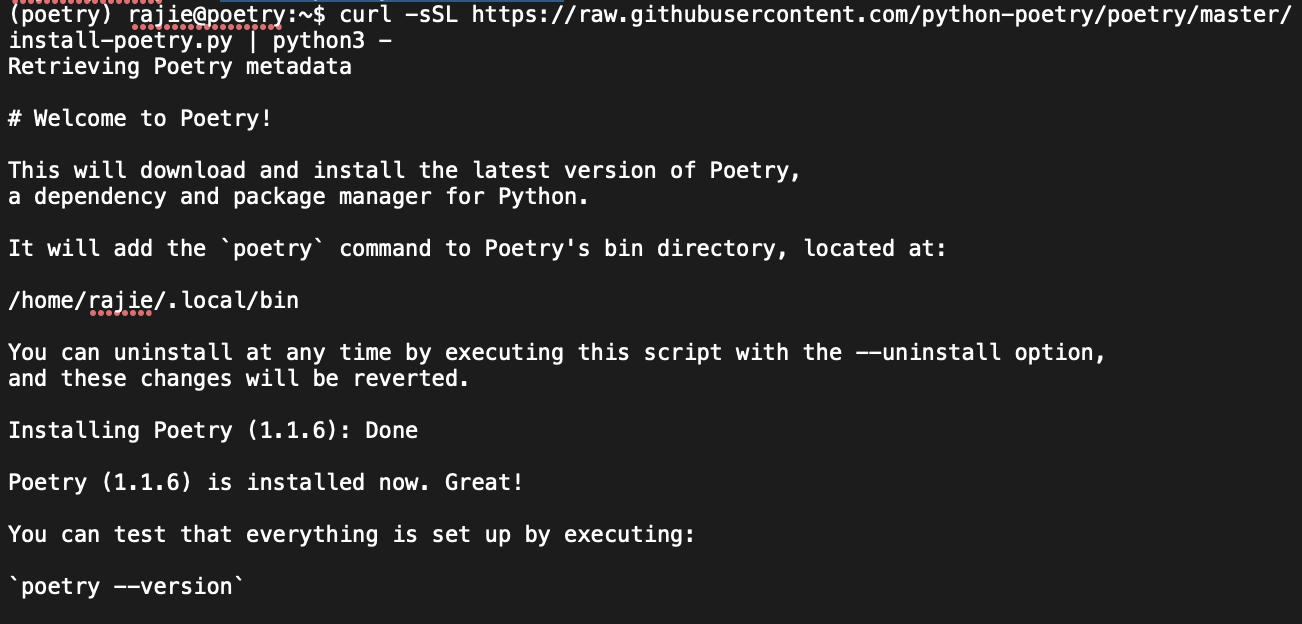 (poetry) rajie@poetry:~$ curl -sSL https://raw.githubusercontent.com/python-poetry/poetry/master/
install-poetry.py | python3 -
Retrieving Poetry metadata
# Welcome to Poetry!
This will download and install the latest version of Poetry,
a dependency and package manager for Python.
It will add the `poetry` command to Poetry's bin directory, located at:
/home/rajie/.local/bin
You can uninstall at any time by executing this script with the --uninstall option,
and these changes will be reverted.
Installing Poetry (1.1.6): Done
Poetry (1.1.6) is installed now. Great!
You can test that everything is set up by executing:
`poetry --version`